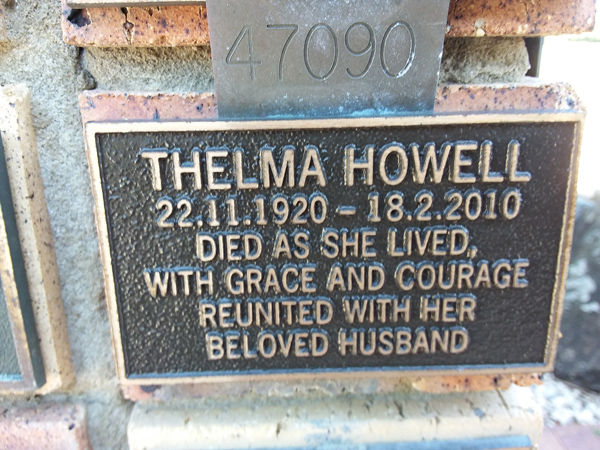 47090
THELMA HOWELL
22.11.1920 - 18.2.2010
DIED AS SHE LIVED,
WITH GRACE AND COURAGE
REUNITED WITH HER
BELOVED HUSBAND